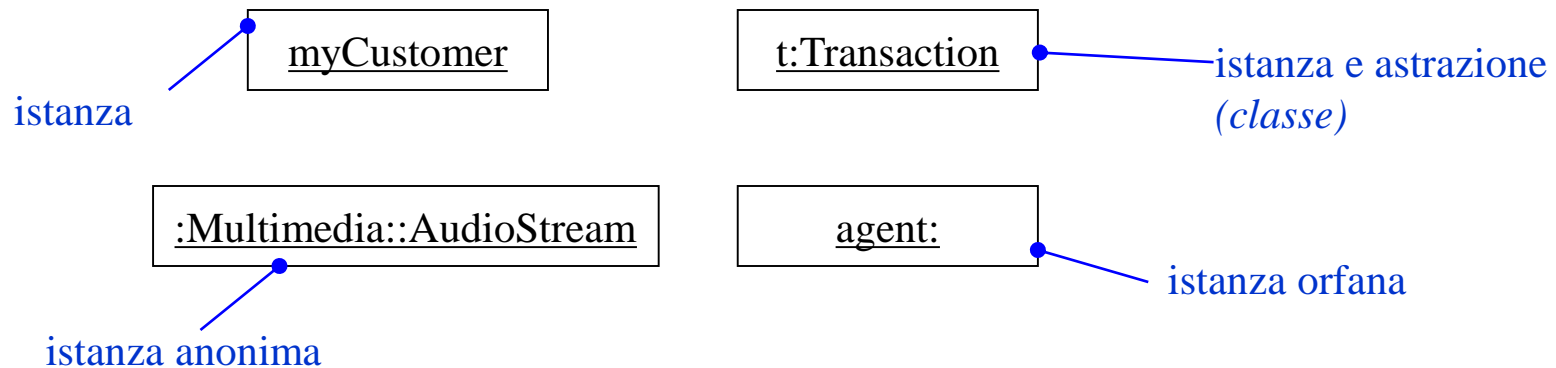 myCustomer
t:Transaction
istanza
istanza e astrazione
(classe)
:Multimedia::AudioStream
agent:
istanza orfana
istanza anonima